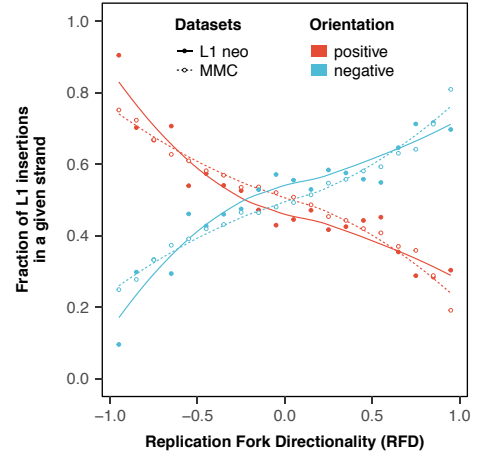 Datasets
L1 neo
MMC
Orientation
positive
negative
Fraction of L1 insertions
in a given strand
1.0
0.8
0.6
0.4
0.2
0.0
−1.0
−0.5
0.0
0.5
1.0
Replication Fork Directionality (RFD)